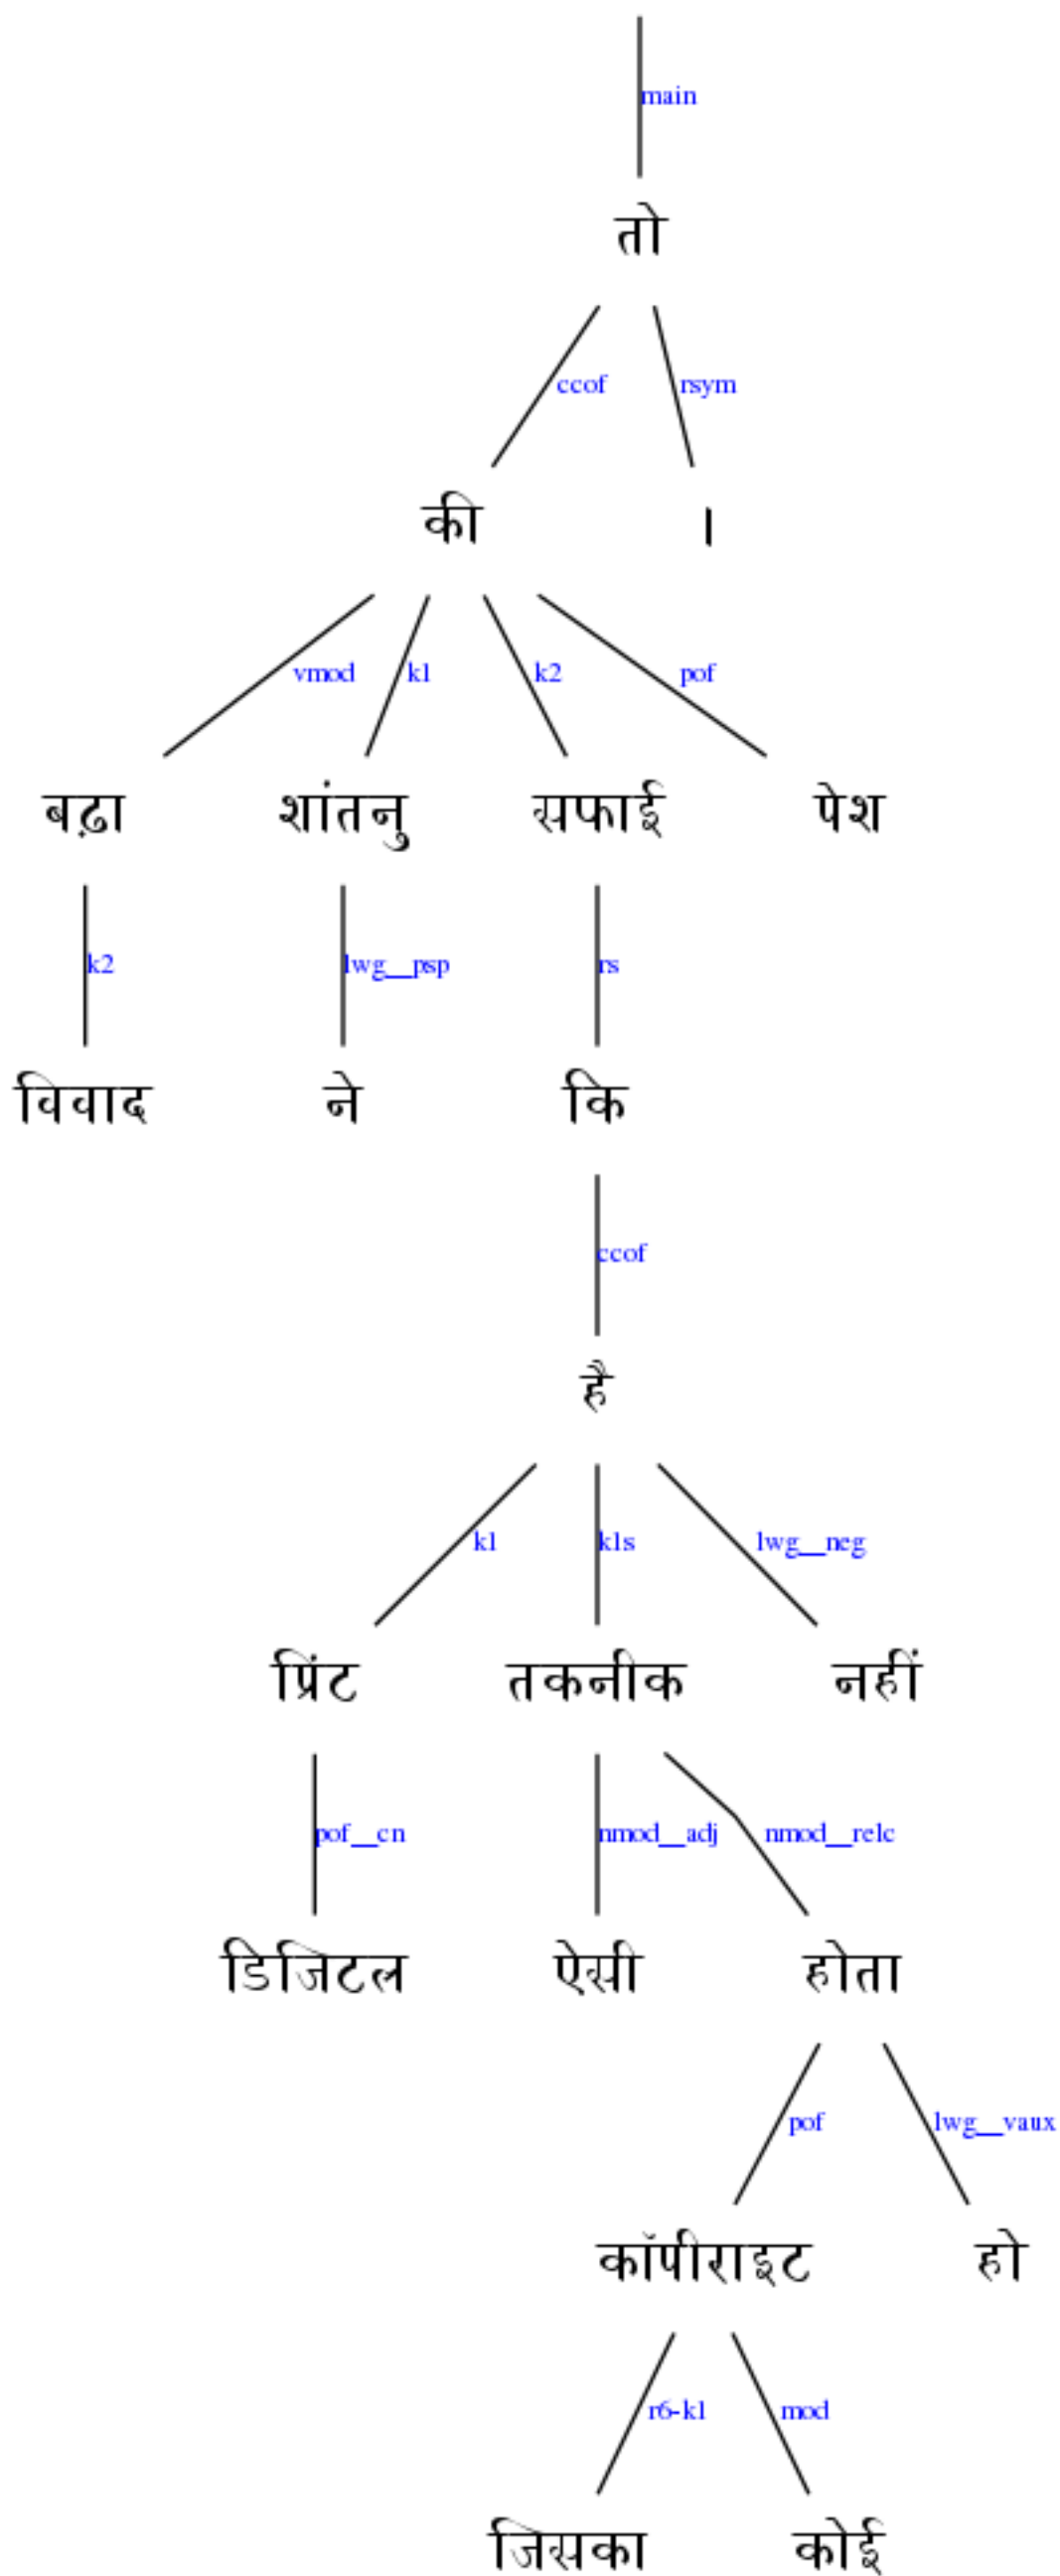 main
तो
ccof rsym
की ।
vmod k1 k2 pof
बढ़ा शांतनु सफाई पेश
k2 lwg__psp rs
विवाद ने कि
ccof
है
k1 k1s lwg__neg
प्रिंट तकनीक नहीं
pof__cn nmod__adj nmod__relc
डिजिटल ऐसी होता
pof lwg__vaux
कॉपीराइट हो
r6-k1 mod
जिसका कोई